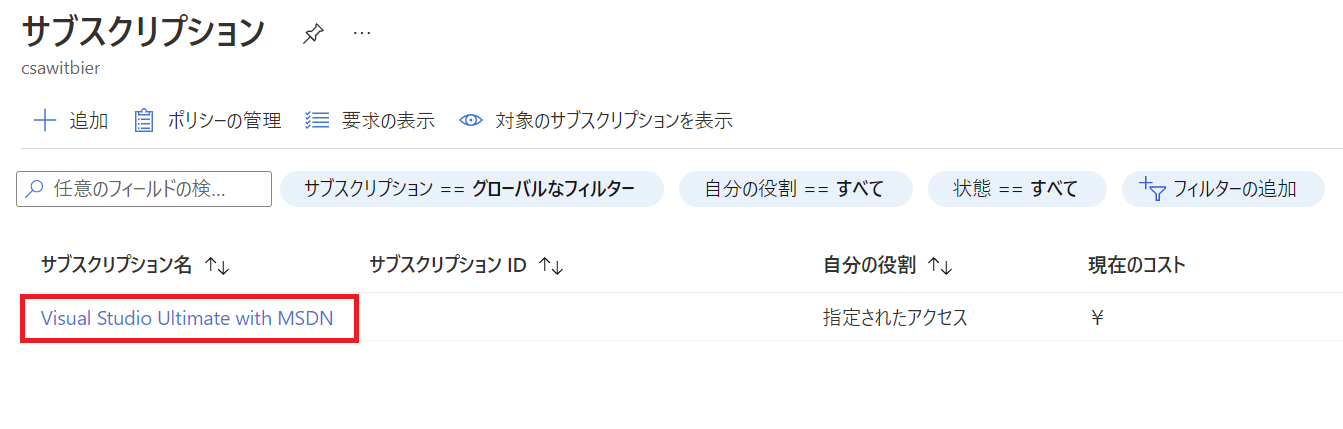 サブスクリプション ...
csawitbier
追加 ポリシーの管理 要求の表示 対象のサブスクリプションを表示
任意のフィールドの検... サブスクリプション == グローバルなフィルター 自分の役割 == すべて 状態 == すべて フィルターの追加
サブスクリプション名 ↑↓ サブスクリプション ID ↑↓ 自分の役割 ↑↓ 現在のコスト
Visual Studio Ultimate with MSDN 指定されたアクセス ￥